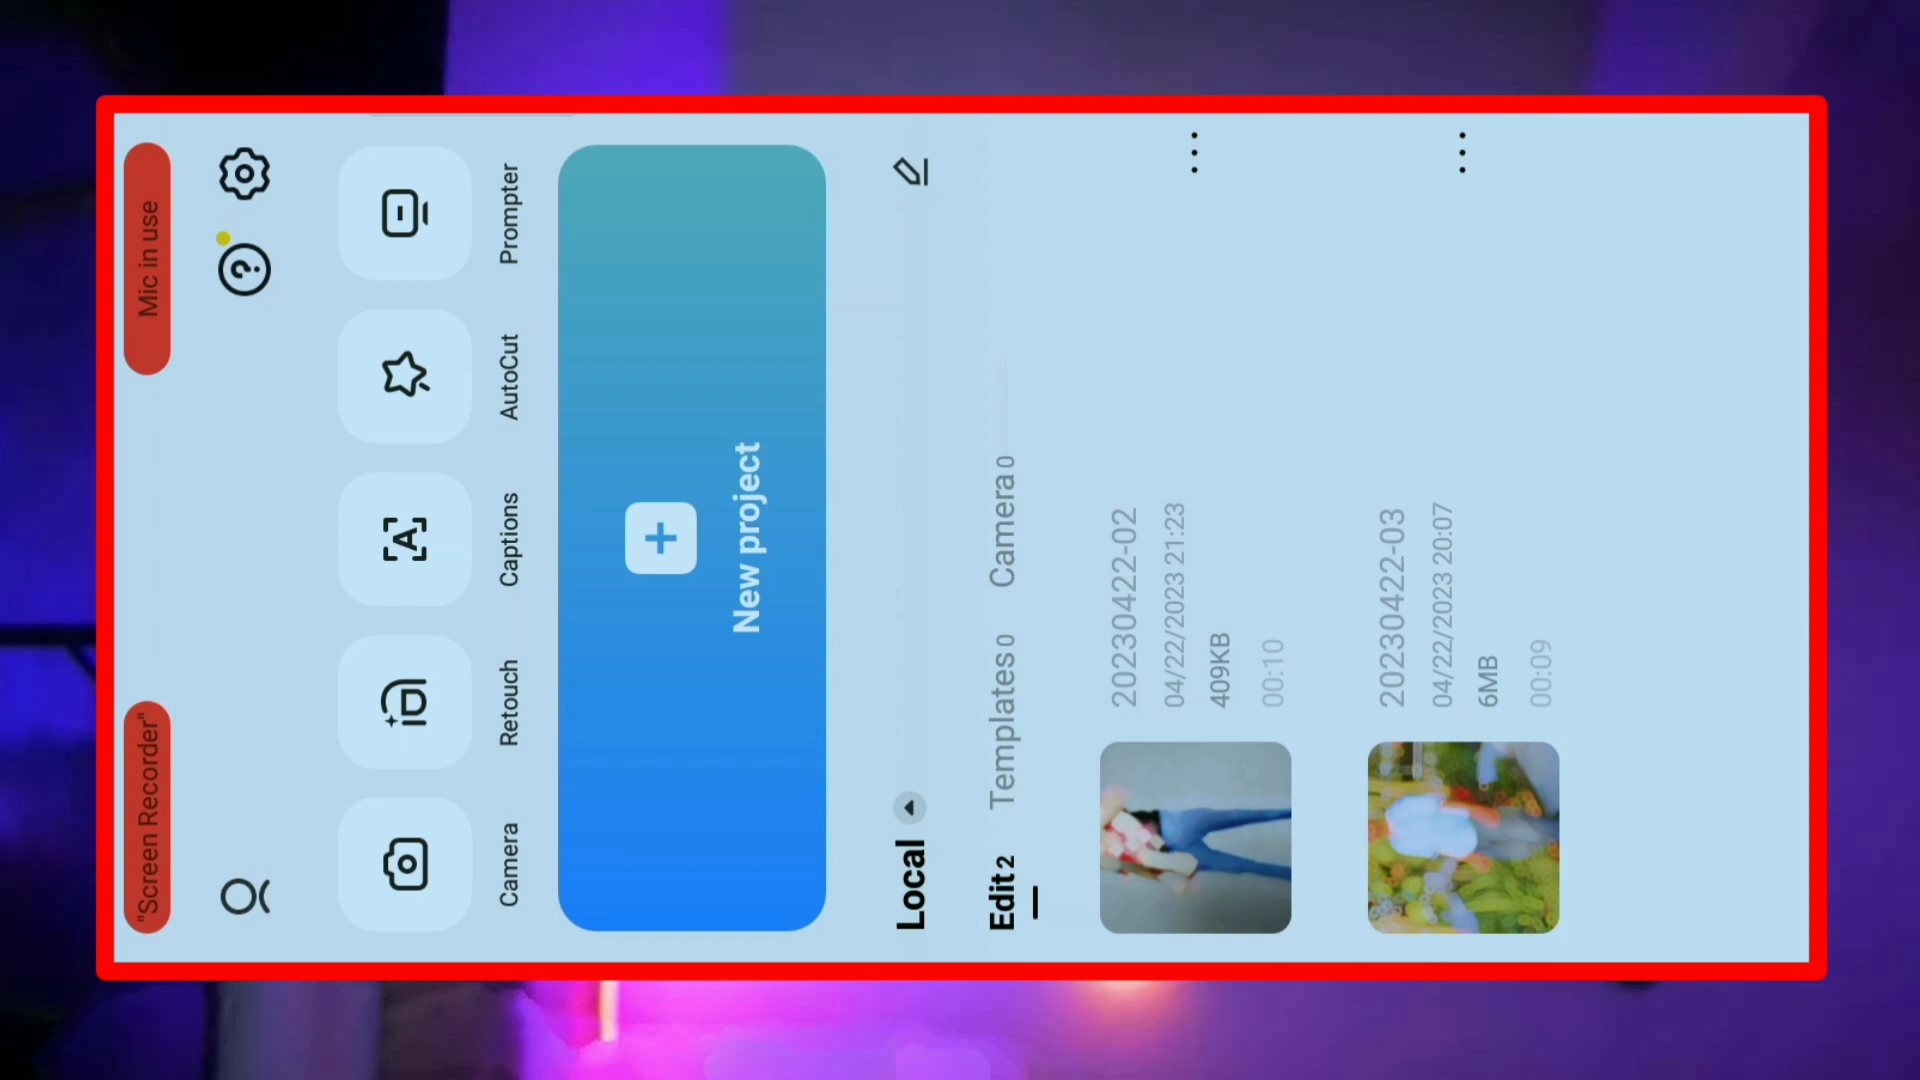 "Screen Recorder"
Mic in use
Camera
Retouch
Captions
AutoCut
Prompter
New project
Local
Edit 2
Templates 0
Camera 0
20230422-02
04/22/2023 21:23
409KB
00:10
20230422-03
04/22/2023 20:07
6MB
00:09